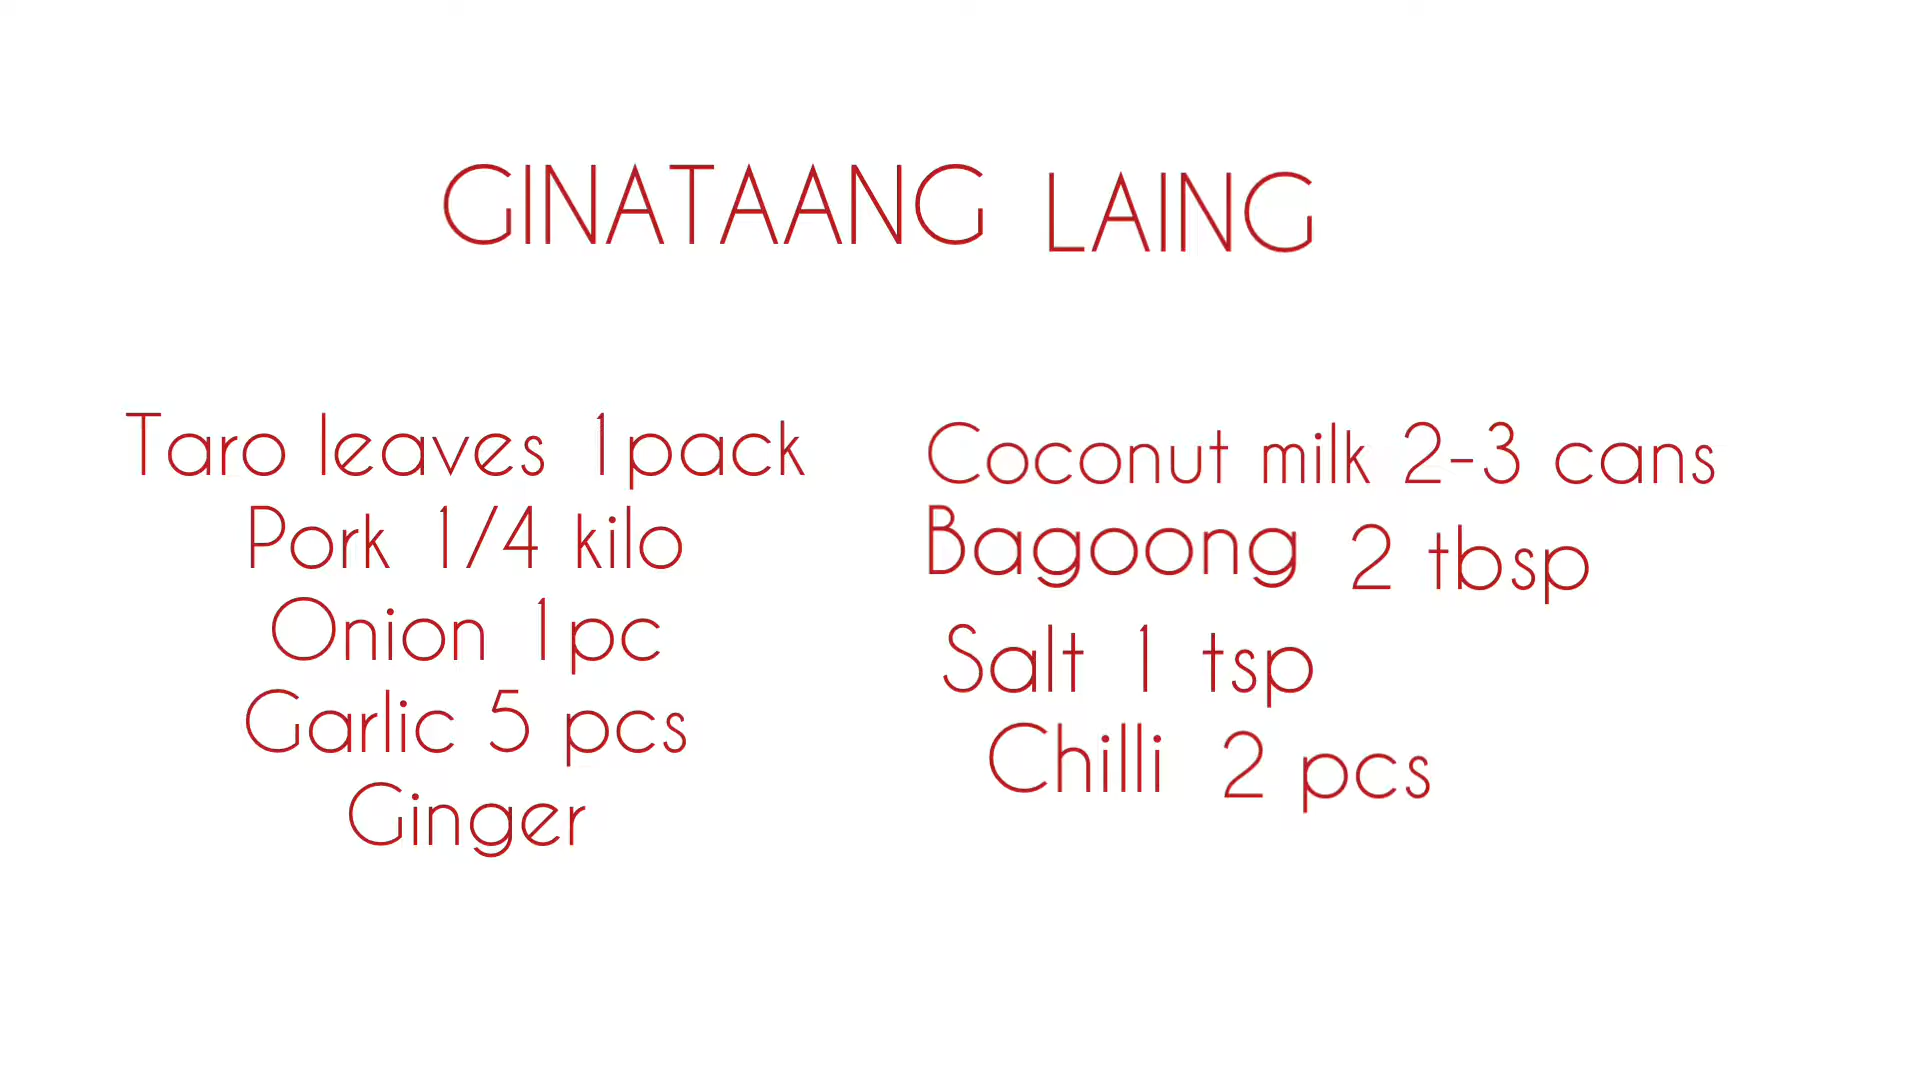 GINATAANG LAING
Taro leaves 1pack
Pork 1/4 kilo
Onion 1pc
Garlic 5 pcs
Ginger
Coconut milk 2-3 cans
Bagoong 2 tbsp
Salt 1 tsp
Chilli 2 pcs